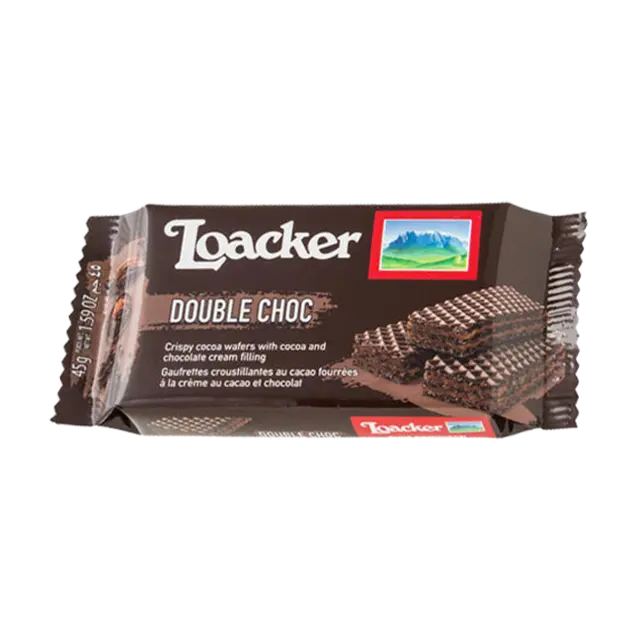 Loacker
DOUBLE CHOC
Crispy cocoa wafers with cocoa and
chocolate cream filling
Gaufrettes croustillantes au cacao fourrées
à la crème au cacao et chocolat
45g
1.59 OZ
DOUBLE CHOC
Loacker